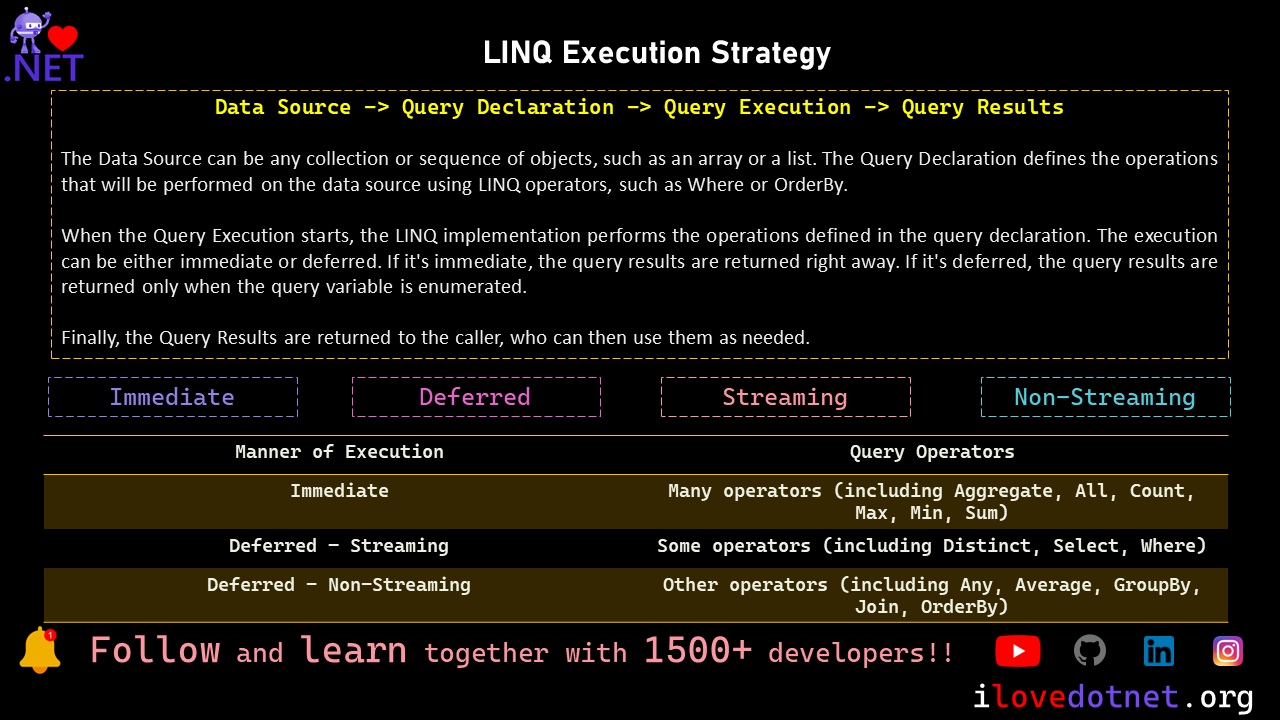 .NET
LINQ Execution Strategy
Data Source -> Query Declaration -> Query Execution -> Query Results
The Data Source can be any collection or sequence of objects, such as an array or a list. The Query Declaration defines the operations
that will be performed on the data source using LINQ operators, such as Where or OrderBy.
When the Query Execution starts, the LINQ implementation performs the operations defined in the query declaration. The execution
can be either immediate or deferred. If it's immediate, the query results are returned right away. If it's deferred, the query results are
returned only when the query variable is enumerated.
Finally, the Query Results are returned to the caller, who can then use them as needed.
Immediate
Deferred
Streaming
Non-Streaming
Manner of Execution
Query Operators
Immediate
Many operators (including Aggregate, All, Count,
Max, Min, Sum)
Deferred - Streaming
Some operators (including Distinct, Select, Where)
Deferred - Non-Streaming
Other operators (including Any, Average, GroupBy,
Join, OrderBy)
1
Follow and learn together with 1500+ developers!!
in
ilovedotnet.org